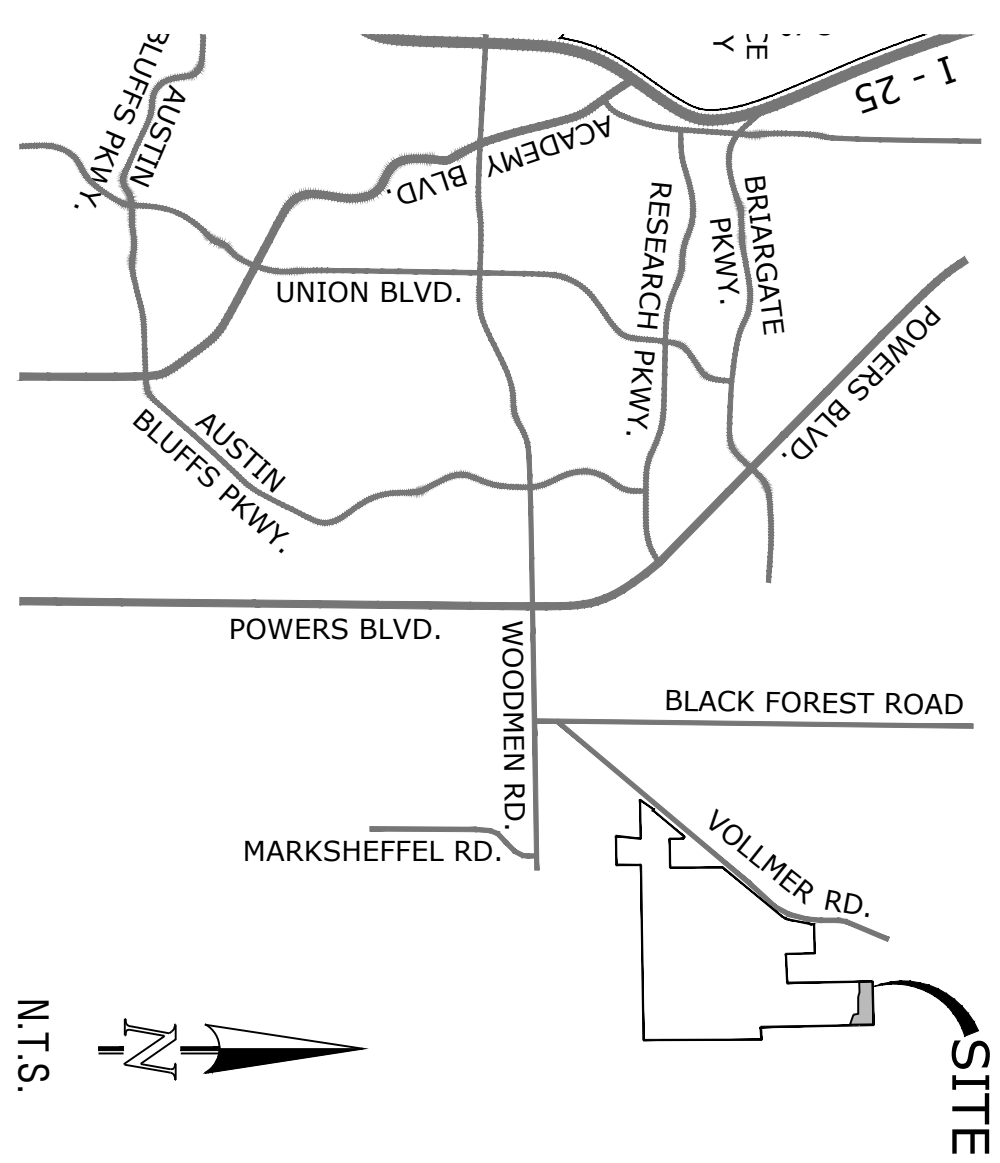 I - 25
AUSTIN
BLUFFS PKWY.
ACADEMY BLVD.
RESEARCH PKWY.
BRIARGATE
PKWY.
UNION BLVD.
POWERS BLVD.
AUSTIN
BLUFFS PKWY.
POWERS BLVD.
WOODMEN RD.
BLACK FOREST ROAD
MARKSHEFFEL RD.
VOLLMER RD.
N.T.S.
N
SITE